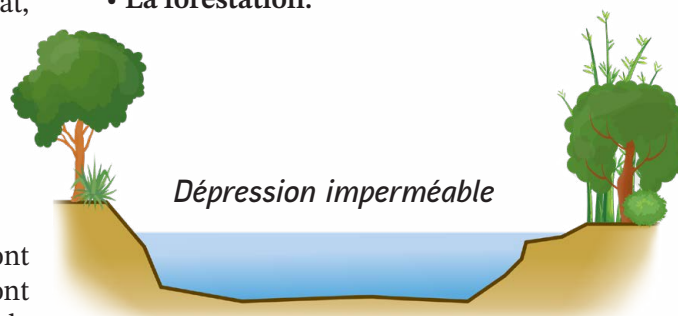 at,
• La forestation.
Dépression imperméable
ont
ont